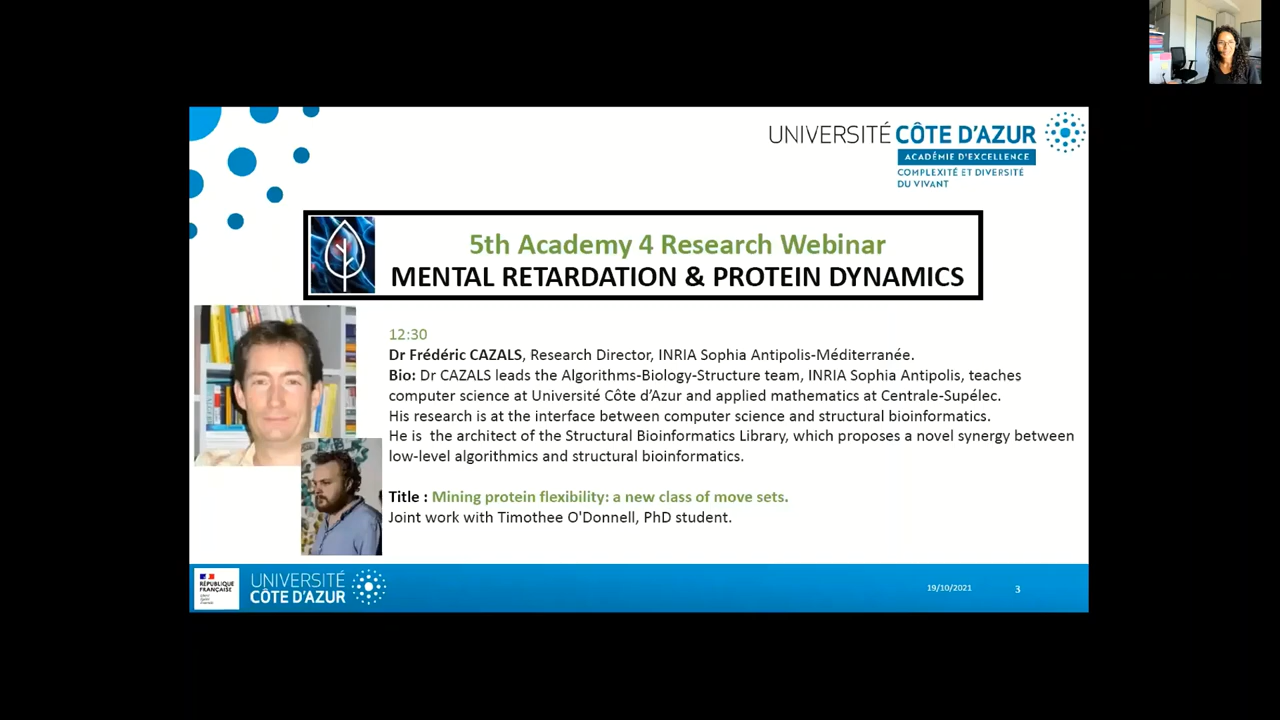 UNIVERSITÉ CÔTE D'AZUR
ACADÉMIE D'EXCELLENCE
COMPLEXITÉ ET DIVERSITÉ
DU VIVANT
5th Academy 4 Research Webinar
MENTAL RETARDATION & PROTEIN DYNAMICS
12:30
Dr Frédéric CAZALS, Research Director, INRIA Sophia Antipolis-Méditerranée.
Bio: Dr CAZALS leads the Algorithms-Biology-Structure team, INRIA Sophia Antipolis, teaches
computer science at Université Côte d'Azur and applied mathematics at Centrale-Supélec.
His research is at the interface between computer science and structural bioinformatics.
He is the architect of the Structural Bioinformatics Library, which proposes a novel synergy between
low-level algorithmics and structural bioinformatics.
Title : Mining protein flexibility: a new class of move sets.
Joint work with Timothee O'Donnell, PhD student.
RÉPUBLIQUE
FRANÇAISE
UNIVERSITÉ
CÔTE D'AZUR
19/10/2021
3